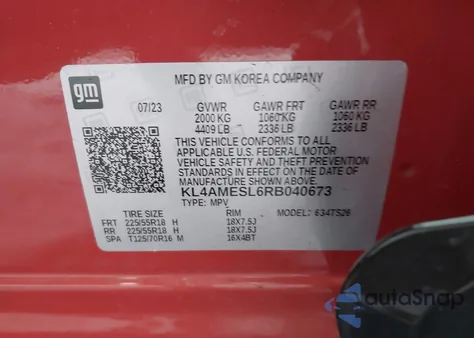 gm
MFD BY GM KOREA COMPANY
07/23 GVWR GAWR FRT GAWR RR
2000 KG 1060 KG 1060 KG
4409 LB 2336 LB 2336 LB
THIS VEHICLE CONFORMS TO ALL
APPLICABLE U.S. FEDERAL MOTOR
VEHICLE SAFETY AND THEFT PREVENTION
STANDARDS IN EFFECT ON THE DATE OF
MANUFACTURE SHOWN ABOVE.
KL4AMESL6RB040673
TYPE: MPV MODEL: 634TS26
TIRE SIZE RIM
FRT 225/55R18 H 18X7.5J
RR 225/55R18 H 18X7.5J
SPA T125/70R16 M 16X4BT
autoSnap